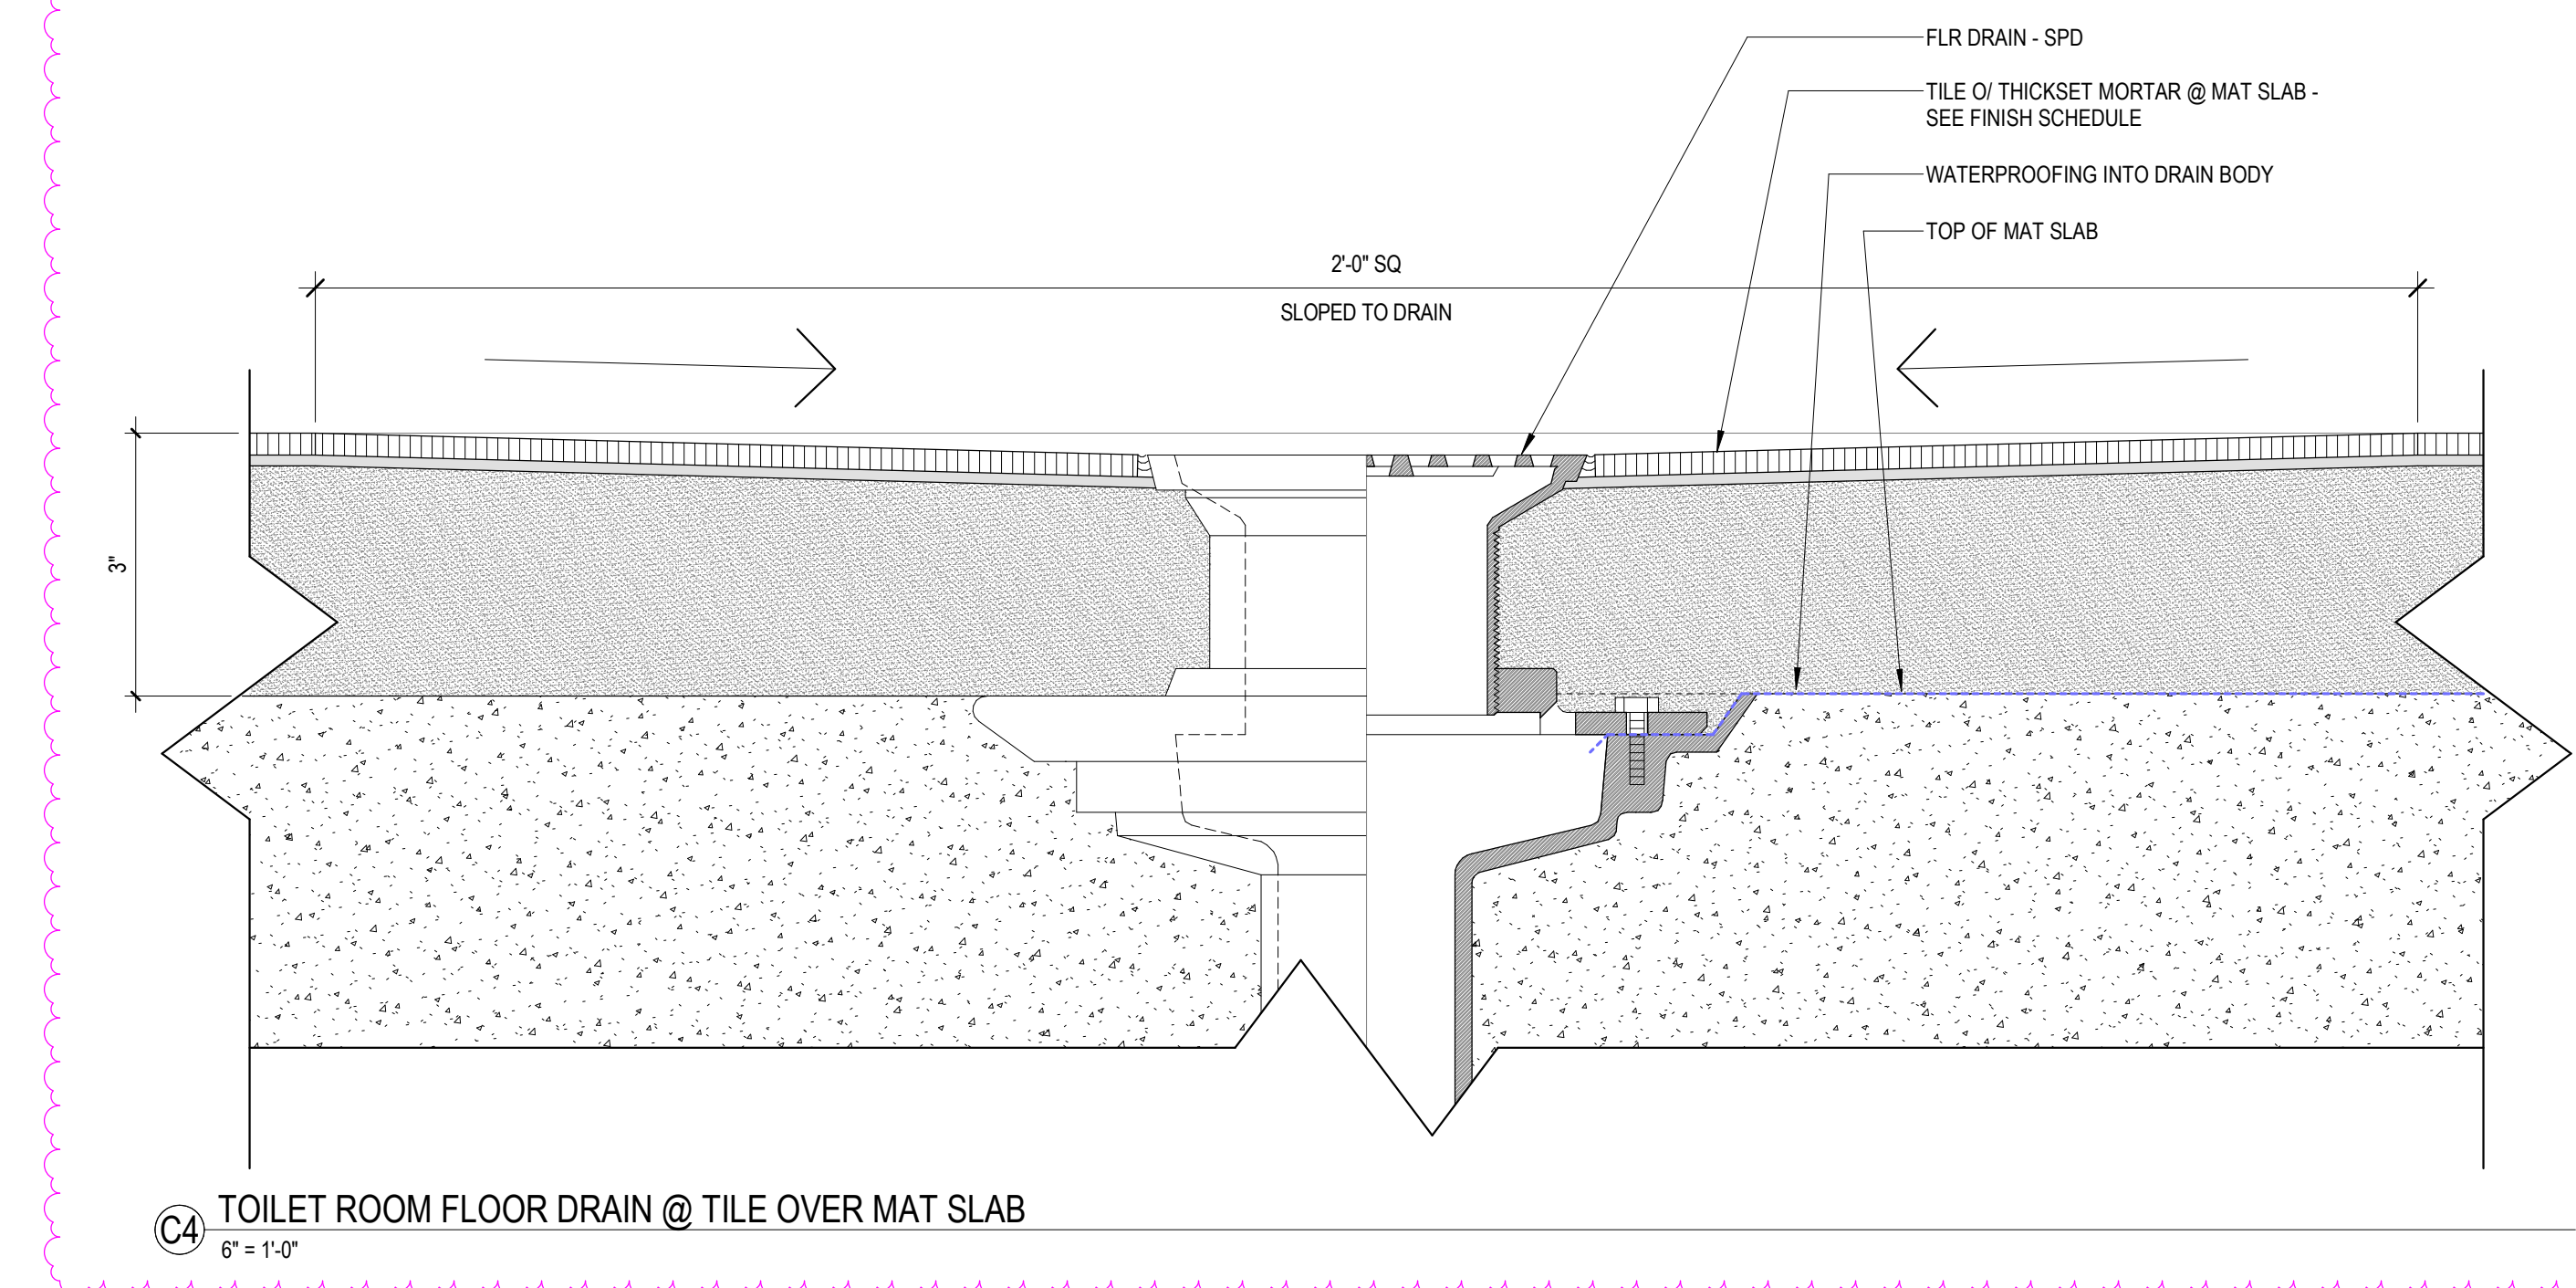 FLR DRAIN - SPD
TILE O/ THICKSET MORTAR @ MAT SLAB -
SEE FINISH SCHEDULE
WATERPROOFING INTO DRAIN BODY
TOP OF MAT SLAB
2'-0" SQ
SLOPED TO DRAIN
3"
C4
TOILET ROOM FLOOR DRAIN @ TILE OVER MAT SLAB
6" = 1'-0"